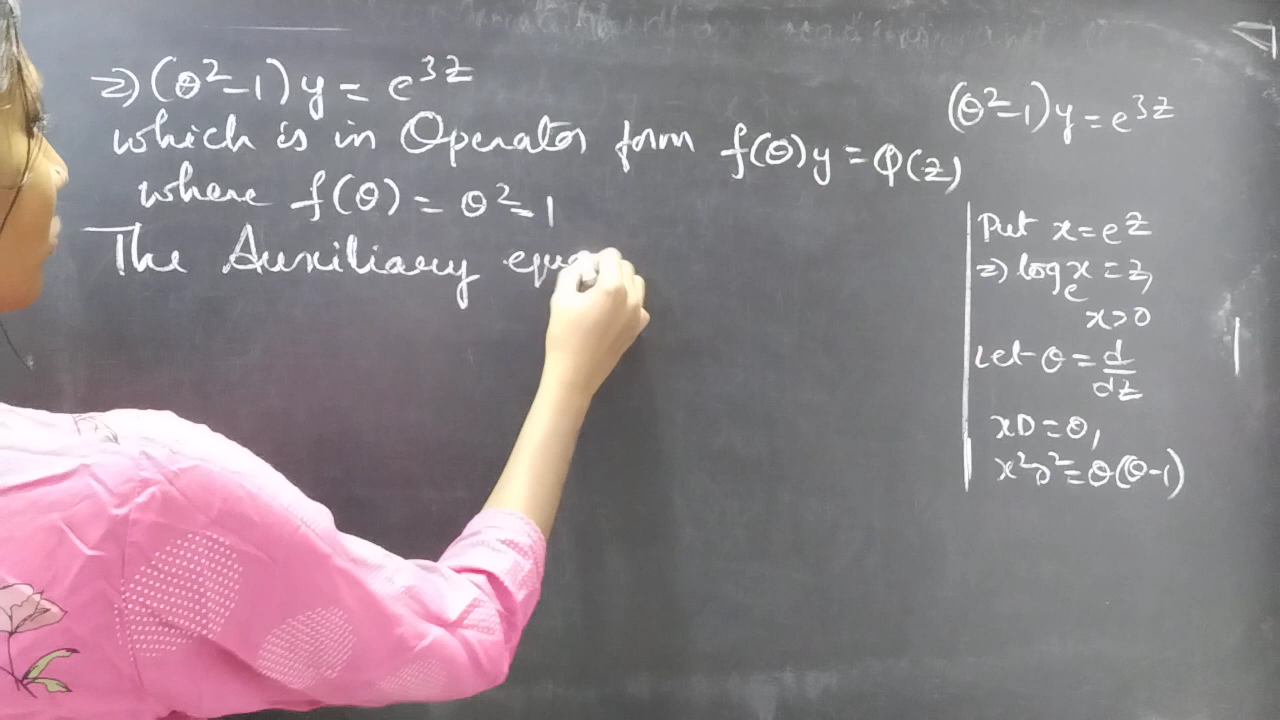 ⇒ (θ²-1)y = e³ᶻ
which is in Operator form f(θ)y = Φ(z)
where f(θ) = θ²-1
The Auxiliary equa
(θ²-1)y = e³ᶻ
Put x = eᶻ
⇒ logₑx = z,
x>0
Let θ = d/dz
xD = θ,
x²D² = θ(θ-1)